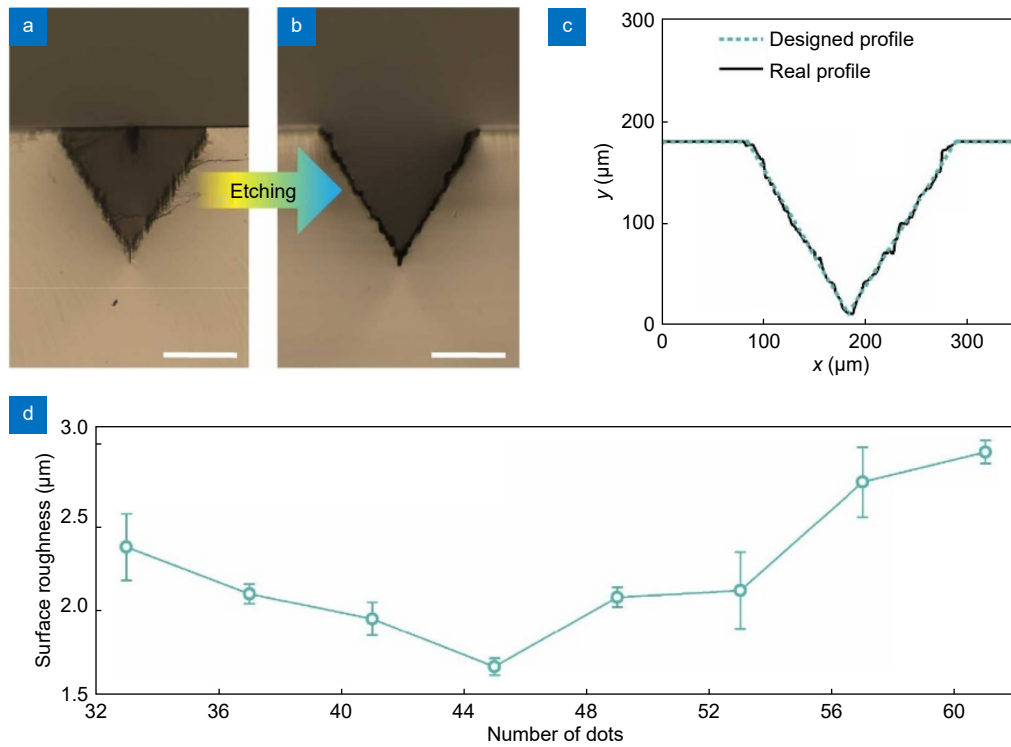 a
b
Etching
c
Designed profile
Real profile
300
200
100
0
y (μm)
0 100 200 300
x (μm)
d
3.0
2.5
2.0
1.5
Surface roughness (μm)
32 36 40 44 48 52 56 60
Number of dots